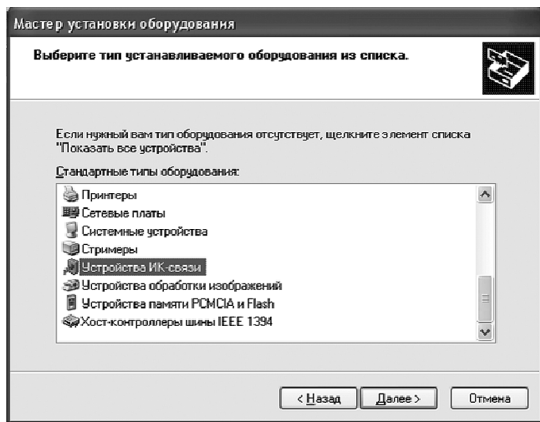 Мастер установки оборудования
Выберите тип устанавливаемого оборудования из списка.
Если нужный вам тип оборудования отсутствует, щелкните элемент списка
"Показать все устройства".
Стандартные типы оборудования:
Принтеры
Сетевые платы
Системные устройства
Стримеры
Устройства ИК-связи
Устройства обработки изображений
Устройства памяти PCMCIA и Flash
Хост-контроллеры шины IEEE 1394
< Назад Далее > Отмена